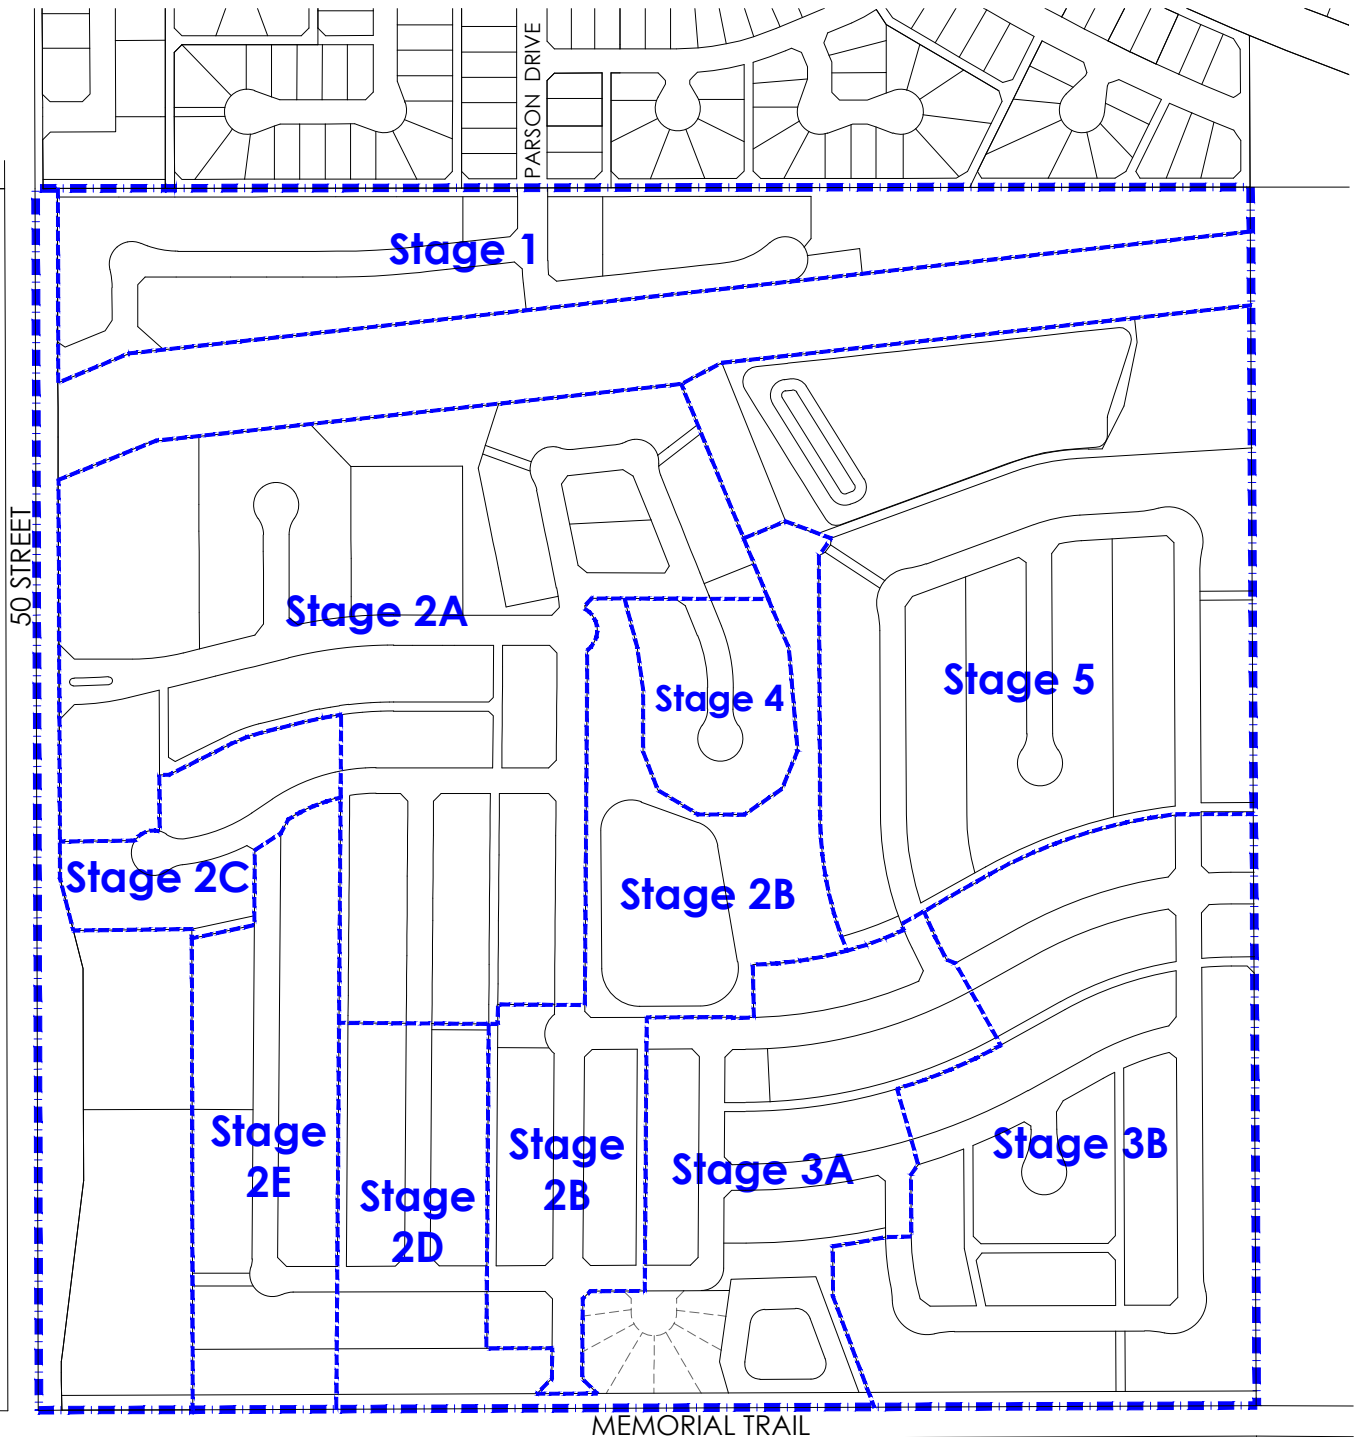 PARSON DRIVE
Stage 1
50 STREET
Stage 2A
Stage 4
Stage 5
Stage 2C
Stage 2B
Stage
2E
Stage
2D
Stage
2B
Stage 3A
Stage 3B
MEMORIAL TRAIL